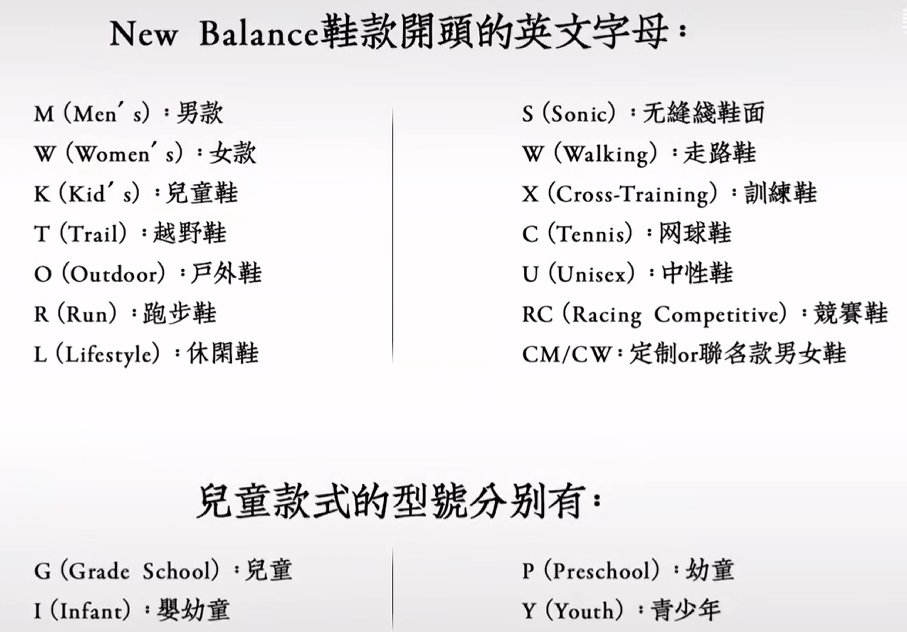 New Balance鞋款開頭的英文字母：
M（Men′s）：男款
W（Women′s）：女款
K（Kid′s）：兒童鞋
T（Trail）：越野鞋
O（Outdoor）：戶外鞋
R（Run）：跑步鞋
L（Lifestyle）：休閑鞋
S（Sonic）：无縫綫鞋面
W（Walking）：走路鞋
X（Cross-Training）：訓練鞋
C（Tennis）：网球鞋
U（Unisex）：中性鞋
RC（Racing Competitive）：競賽鞋
CM/CW：定制or聯名款男女鞋
兒童款式的型號分別有：
G（Grade School）：兒童
I（Infant）：嬰幼童
P（Preschool）：幼童
Y（Youth）：青少年